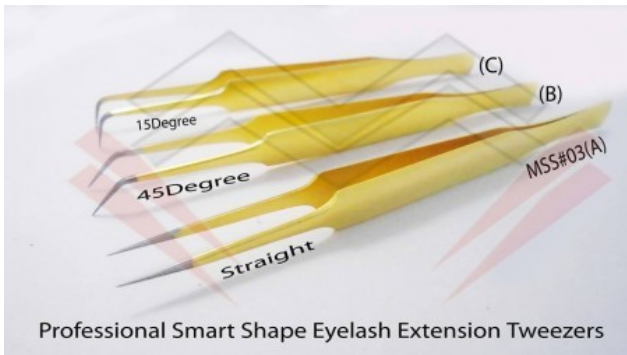 (C)
15Degree
(B)
45Degree
MSS#03(A)
Straight
Professional Smart Shape Eyelash Extension Tweezers